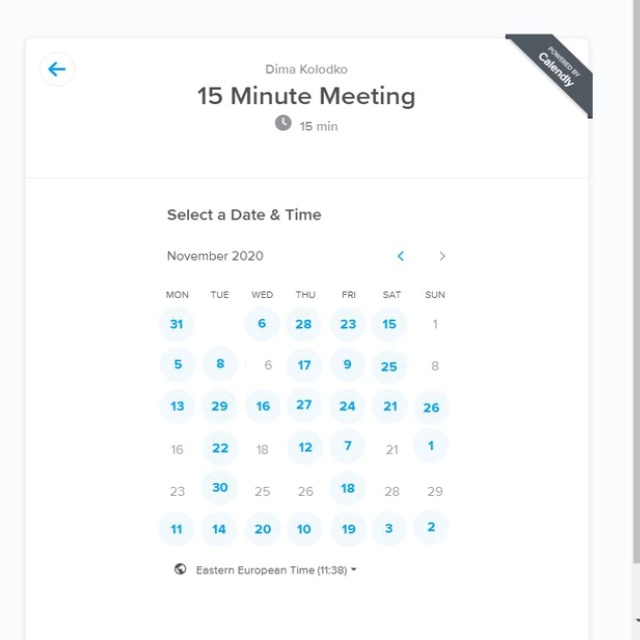 Dima Kolodko
POWERED BY
Calendly
15 Minute Meeting
15 min
Select a Date & Time
November 2020
MON TUE WED THU FRI SAT SUN
31 6 28 23 15 1
5 8 6 17 9 25 8
13 29 16 27 24 21 26
16 22 18 12 7 21 1
23 30 25 26 18 28 29
11 14 20 10 19 3 2
Eastern European Time (11:38)